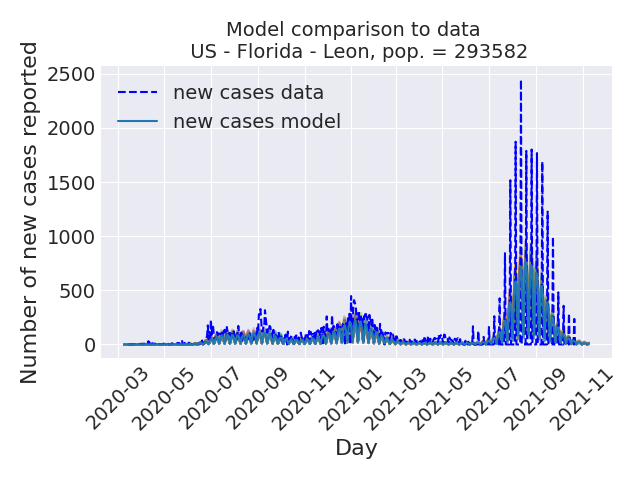 Model comparison to data
US - Florida - Leon, pop. = 293582
Number of new cases reported
2500
2000
1500
1000
500
0
new cases data
new cases model
2020-03
2020-05
2020-07
2020-09
2020-11
2021-01
2021-03
2021-05
2021-07
2021-09
2021-11
Day